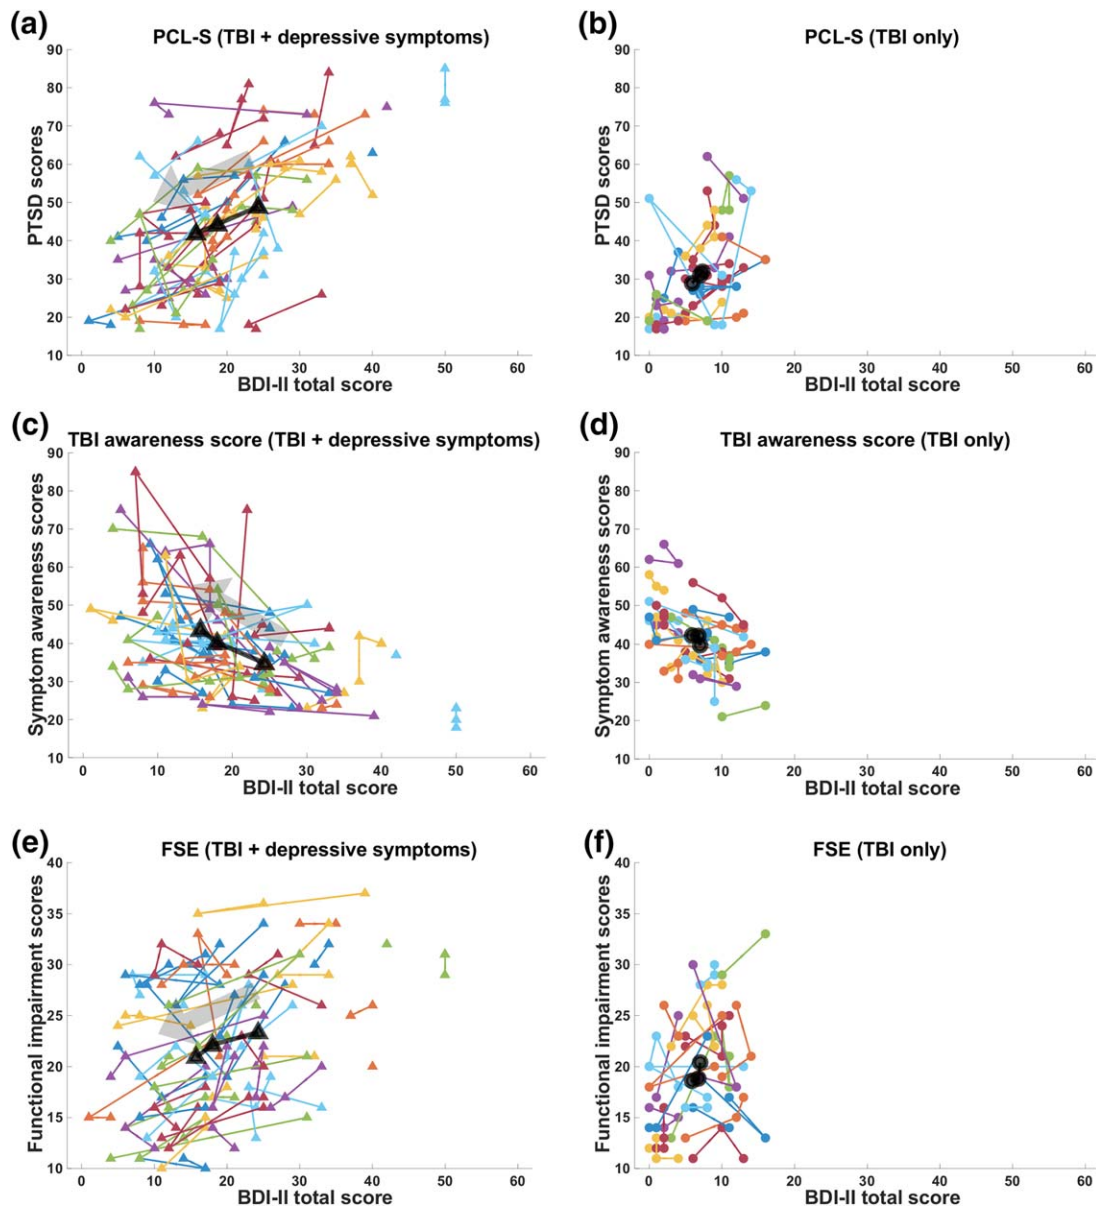 (a)
PCL-S (TBI + depressive symptoms)
90
80
70
60
50
40
30
20
10
PTSD scores
0 10 20 30 40 50 60
BDI-II total score
(b)
PCL-S (TBI only)
90
80
70
60
50
40
30
20
10
PTSD scores
0 10 20 30 40 50 60
BDI-II total score
(c)
TBI awareness score (TBI + depressive symptoms)
90
80
70
60
50
40
30
20
10
Symptom awareness scores
0 10 20 30 40 50 60
BDI-II total score
(d)
TBI awareness score (TBI only)
90
80
70
60
50
40
30
20
10
Symptom awareness scores
0 10 20 30 40 50 60
BDI-II total score
(e)
FSE (TBI + depressive symptoms)
40
35
30
25
20
15
10
Functional impairment scores
0 10 20 30 40 50 60
BDI-II total score
(f)
FSE (TBI only)
40
35
30
25
20
15
10
Functional impairment scores
0 10 20 30 40 50 60
BDI-II total score